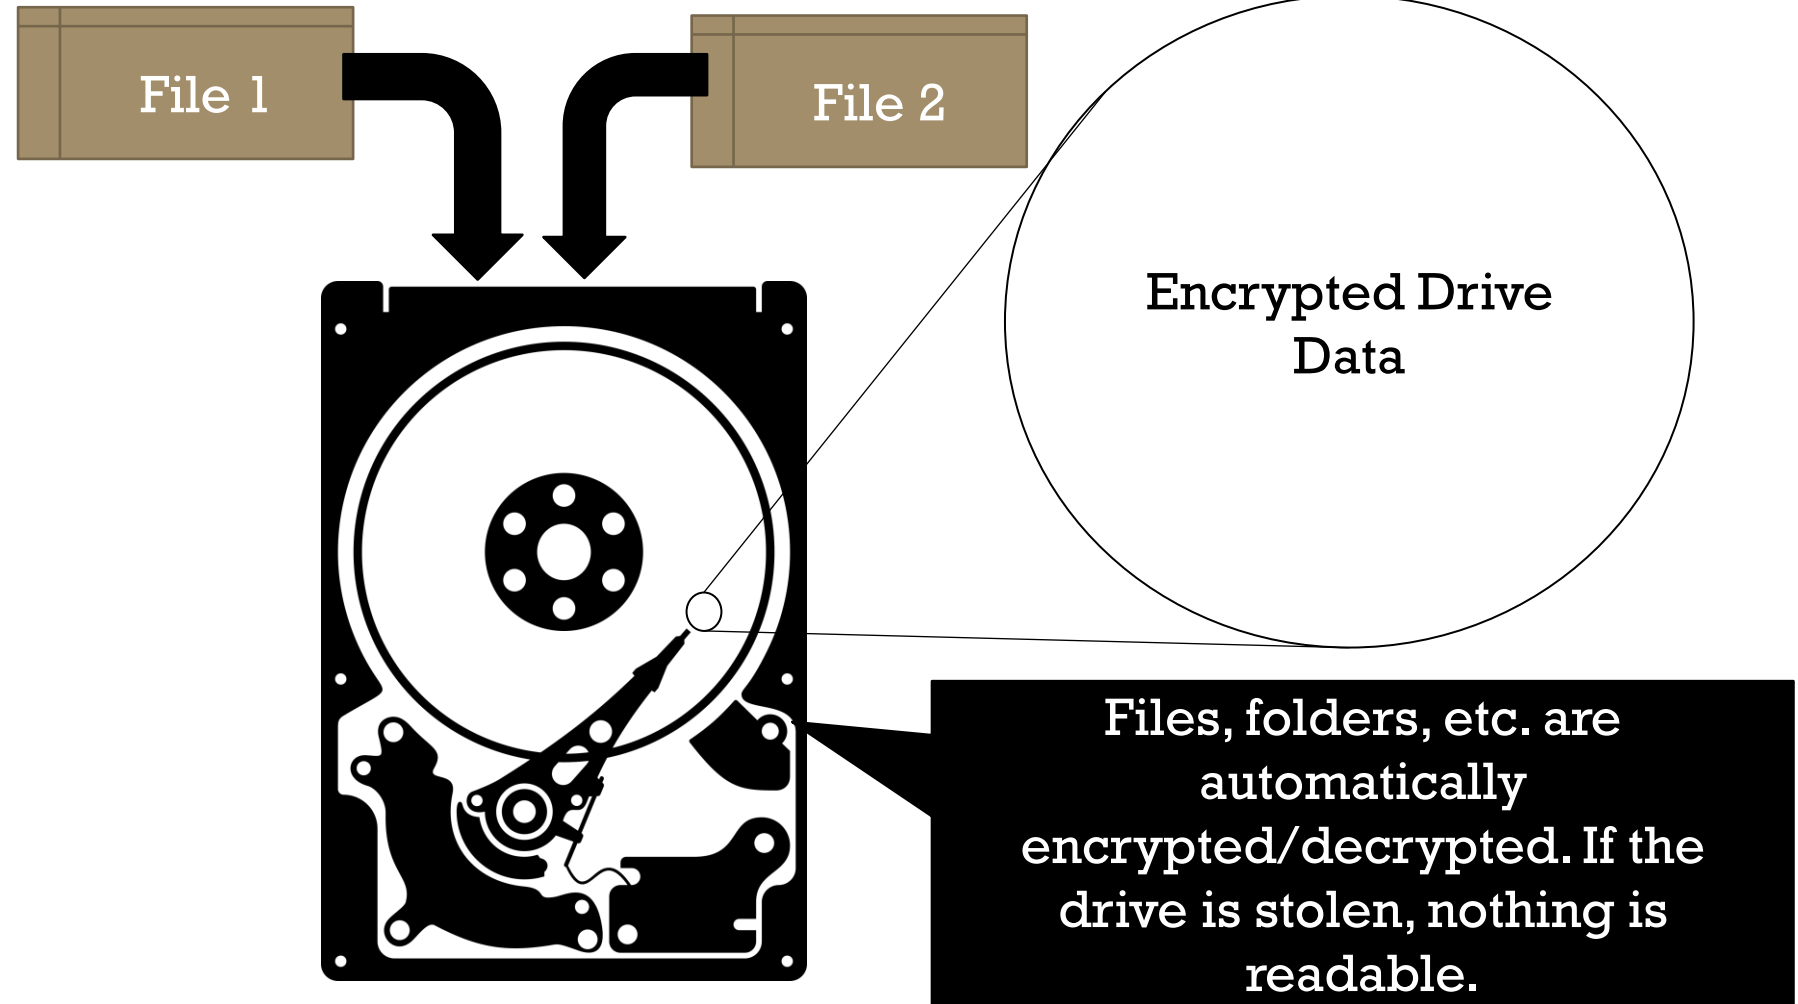 File 1
File 2
Encrypted Drive
Data
Files, folders, etc. are
automatically
encrypted/decrypted. If the
drive is stolen, nothing is
readable.